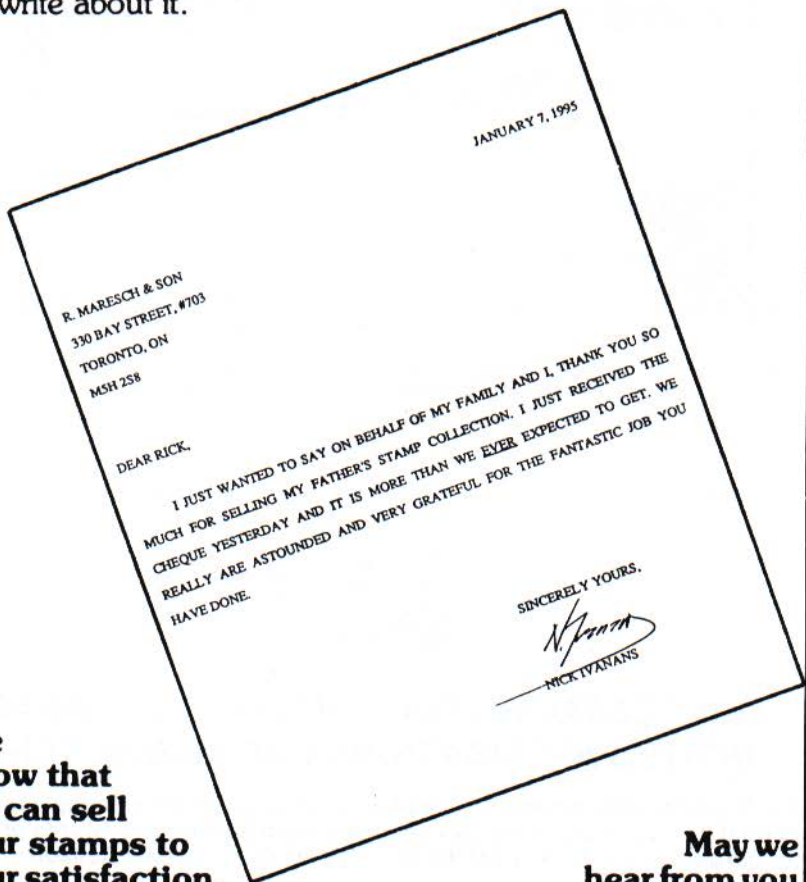 write about it.
JANUARY 7, 1995
R. MARESCH & SON
330 BAY STREET, #703
TORONTO, ON
M5H 2S8
DEAR RICK,
I JUST WANTED TO SAY ON BEHALF OF MY FAMILY AND I, THANK YOU SO
MUCH FOR SELLING MY FATHER'S STAMP COLLECTION. I JUST RECEIVED THE
CHEQUE YESTERDAY AND IT IS MORE THAN WE EVER EXPECTED TO GET. WE
REALLY ARE ASTOUNDED AND VERY GRATEFUL FOR THE FANTASTIC JOB YOU
HAVE DONE.
SINCERELY YOURS,
NICK IVANANS
that
can sell
stamps to
satisfaction
May we
hear from you